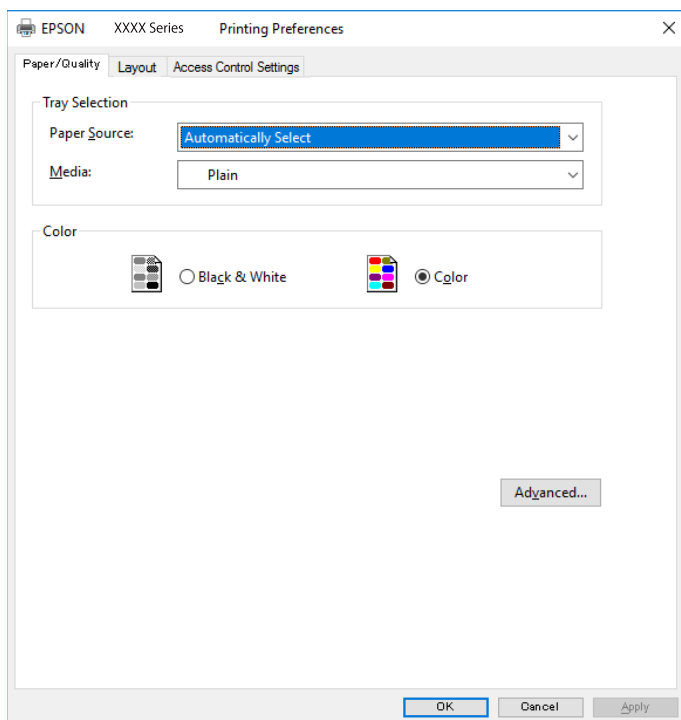 EPSON XXXX Series Printing Preferences
Paper/Quality Layout Access Control Settings
Tray Selection
Paper Source: Automatically Select
Media: Plain
Color
Black & White Color
Advanced...
OK Cancel Apply